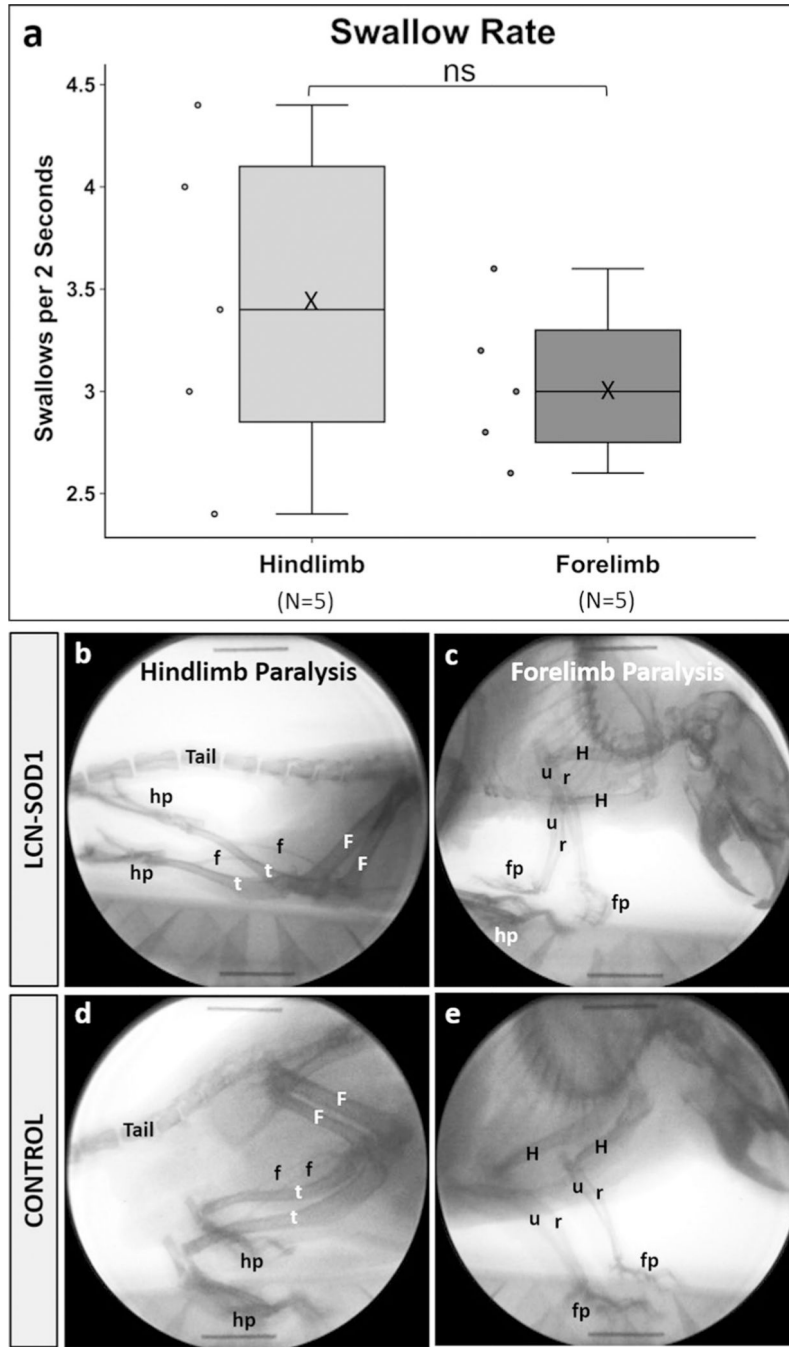 a
Swallow Rate
ns
Swallows per 2 Seconds
4.5
4
3.5
3
2.5
X
X
Hindlimb
Forelimb
(N=5)
(N=5)
LCN-SOD1
b
Hindlimb Paralysis
Tail
hp
hp
f
f
t
t
F
F
c
Forelimb Paralysis
H
u
r
H
u
r
fp
fp
hp
CONTROL
d
Tail
F
F
f
f
t
t
hp
hp
e
H
H
u
r
u
r
fp
fp